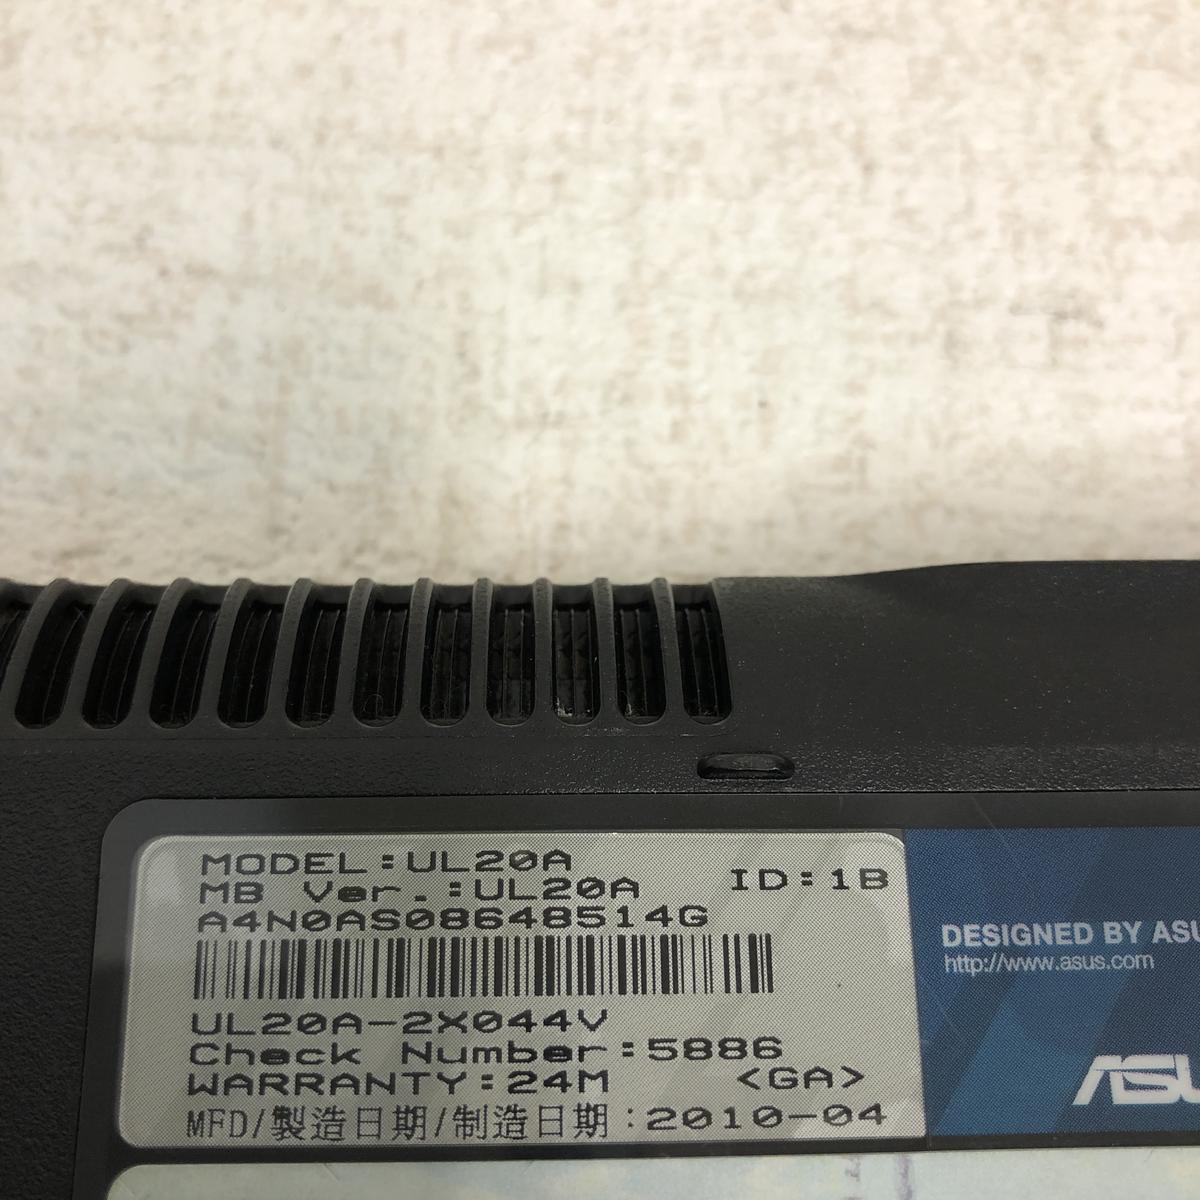 MODEL:UL20A
MB Ver.:UL20A
ID:1B
A4N0AS08648514G
UL20A-2X044V
Check Number:5886
WARRANTY:24M <GA>
MFD/製造日期/制造日期:2010-04
DESIGNED BY ASU
http://www.asus.com
ASU